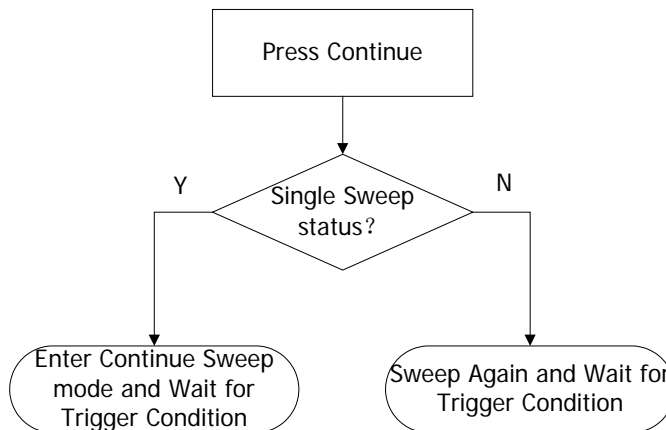 Press Continue
Y
N
Single Sweep
status？
Enter Continue Sweep
mode and Wait for
Trigger Condition
Sweep Again and Wait for
Trigger Condition